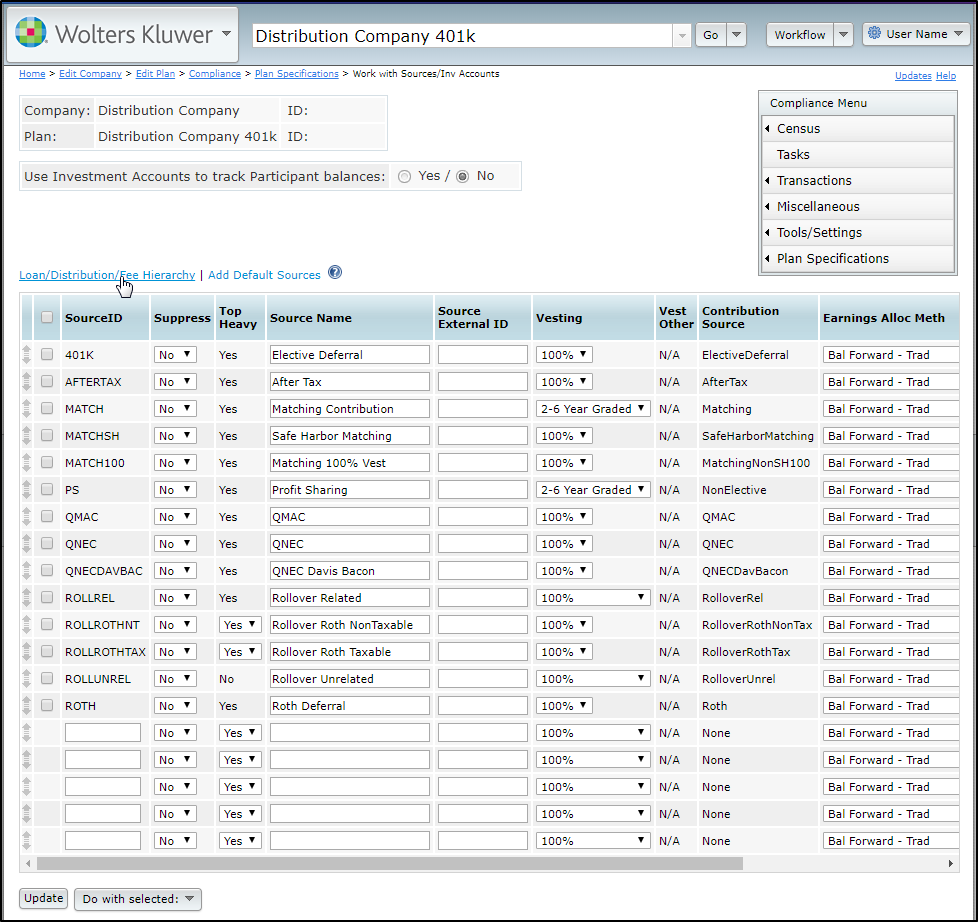 Wolters Kluwer
Distribution Company 401k
Go
Workflow
User Name
Home > Edit Company > Edit Plan > Compliance > Plan Specifications > Work with Sources/Inv Accounts
Updates Help
Company: Distribution Company ID:
Plan: Distribution Company 401k ID:
Use Investment Accounts to track Participant balances: Yes / No
Compliance Menu
Census
Tasks
Transactions
Miscellaneous
Tools/Settings
Plan Specifications
Loan/Distribution/Fee Hierarchy | Add Default Sources ?
SourceID Suppress Top Heavy Source Name Source External ID Vesting Vest Other Contribution Source Earnings Alloc Meth
401K No Yes Elective Deferral 100% N/A ElectiveDeferral Bal Forward - Trad
AFTERTAX No Yes After Tax 100% N/A AfterTax Bal Forward - Trad
MATCH No Yes Matching Contribution 2-6 Year Graded N/A Matching Bal Forward - Trad
MATCHSH No Yes Safe Harbor Matching 100% N/A SafeHarborMatching Bal Forward - Trad
MATCH100 No Yes Matching 100% Vest 100% N/A MatchingNonSH100 Bal Forward - Trad
PS No Yes Profit Sharing 2-6 Year Graded N/A NonElective Bal Forward - Trad
QMAC No Yes QMAC 100% N/A QMAC Bal Forward - Trad
QNEC No Yes QNEC 100% N/A QNEC Bal Forward - Trad
QNECDAVBAC No Yes QNEC Davis Bacon 100% N/A QNECDavBacon Bal Forward - Trad
ROLLREL No Yes Rollover Related 100% N/A RolloverRel Bal Forward - Trad
ROLLROTHNT No Yes Rollover Roth NonTaxable 100% N/A RolloverRothNonTax Bal Forward - Trad
ROLLROTHTAX No Yes Rollover Roth Taxable 100% N/A RolloverRothTax Bal Forward - Trad
ROLLUNREL No No Rollover Unrelated 100% N/A RolloverUnrel Bal Forward - Trad
ROTH No Yes Roth Deferral 100% N/A Roth Bal Forward - Trad
No Yes 100% N/A None Bal Forward - Trad
No Yes 100% N/A None Bal Forward - Trad
No Yes 100% N/A None Bal Forward - Trad
No Yes 100% N/A None Bal Forward - Trad
No Yes 100% N/A None Bal Forward - Trad
Update
Do with selected: